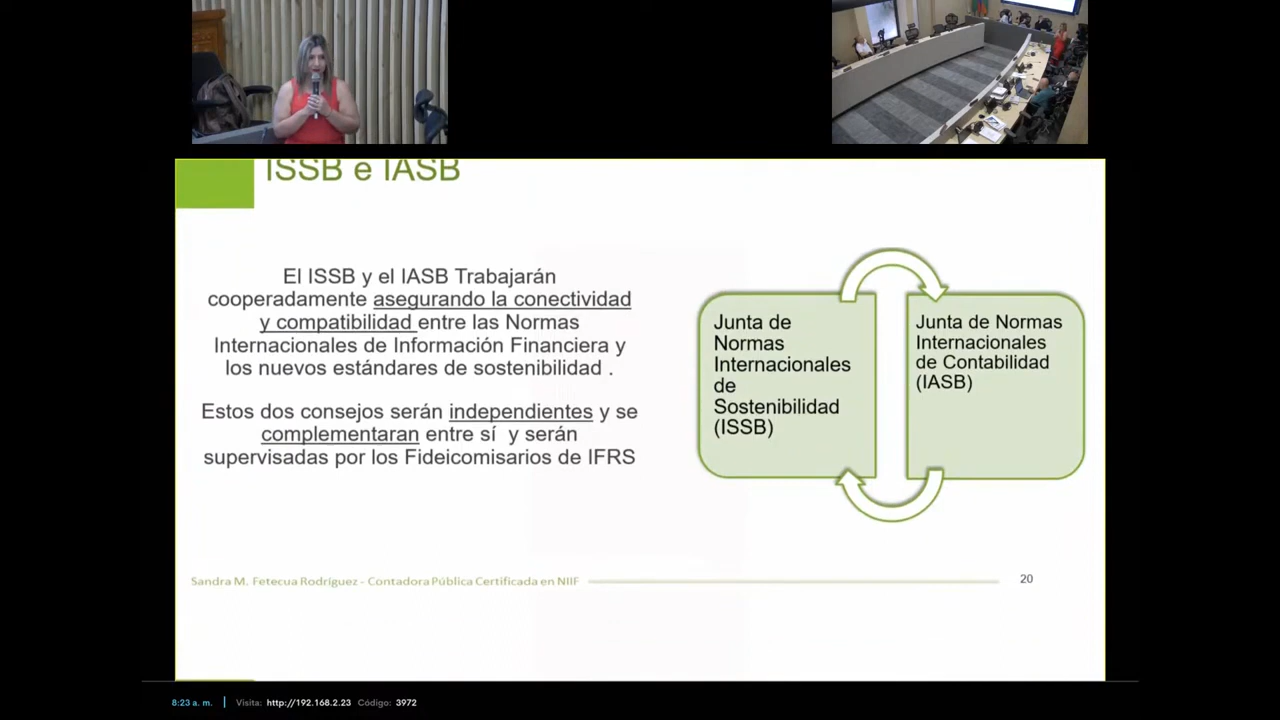 ISSB e IASB
El ISSB y el IASB Trabajarán
cooperadamente asegurando la conectividad
y compatibilidad entre las Normas
Internacionales de Información Financiera y
los nuevos estándares de sostenibilidad .
Estos dos consejos serán independientes y se
complementaran entre sí y serán
supervisadas por los Fideicomisarios de IFRS
Junta de
Normas
Internacionales
de
Sostenibilidad
(ISSB)
Junta de Normas
Internacionales
de Contabilidad
(IASB)
Sandra M. Fetecua Rodríguez - Contadora Pública Certificada en NIIF
20
8:23 a. m. | Visita: http://192.168.2.23 Código: 3972